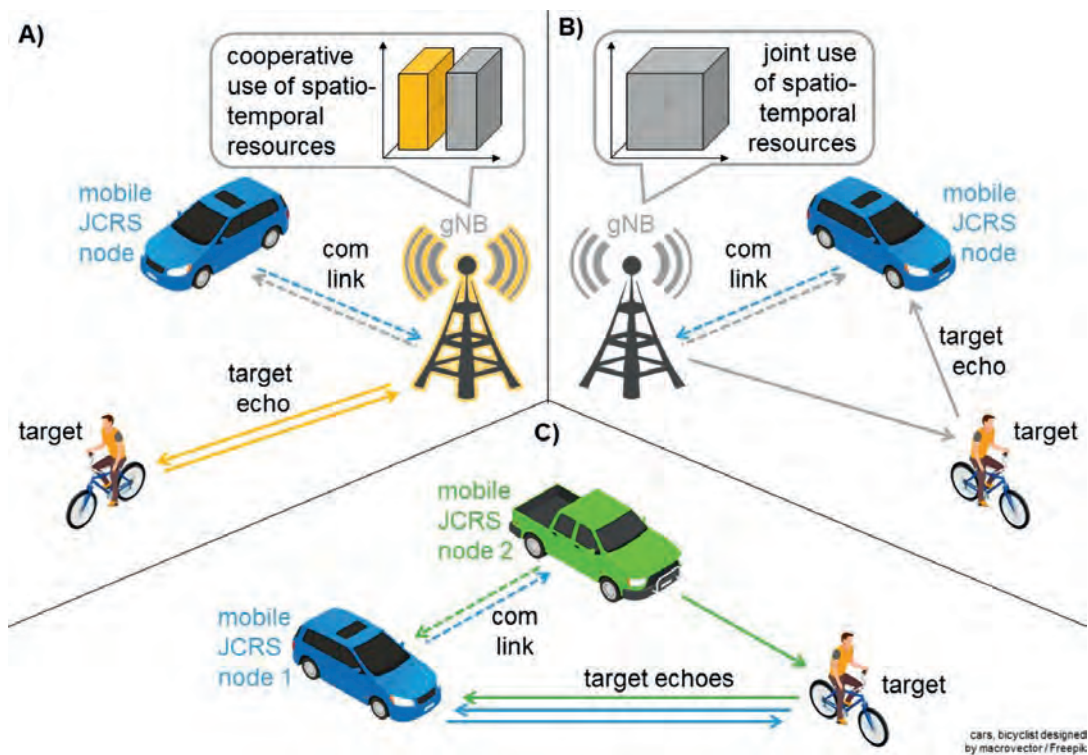 A)
cooperative
use of spatio-
temporal
resources
mobile
JCRS
node
com
link
gNB
target
echo
target
B)
joint use
of spatio-
temporal
resources
gNB
mobile
JCRS
node
com
link
target
echo
target
C)
mobile
JCRS
node 2
mobile
JCRS
node 1
com
link
target echoes
target
cars, bicyclist designed
by macrovector / Freepik